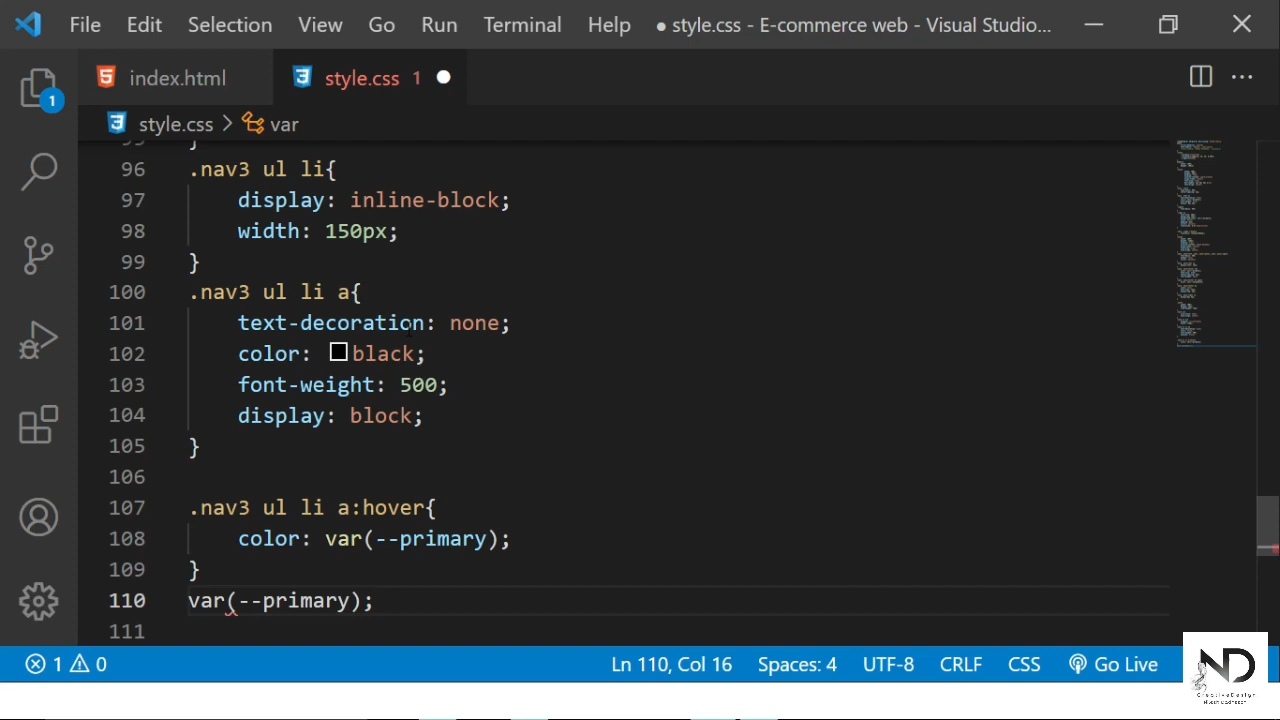 File Edit Selection View Go Run Terminal Help ● style.css - E-commerce web - Visual Studio...
index.html style.css 1
style.css > var
95 }
96 .nav3 ul li{
97 display: inline-block;
98 width: 150px;
99 }
100 .nav3 ul li a{
101 text-decoration: none;
102 color: black;
103 font-weight: 500;
104 display: block;
105 }
106
107 .nav3 ul li a:hover{
108 color: var(--primary);
109 }
110 var(--primary);
111
1
1 0 Ln 110, Col 16 Spaces: 4 UTF-8 CRLF CSS Go Live
ND